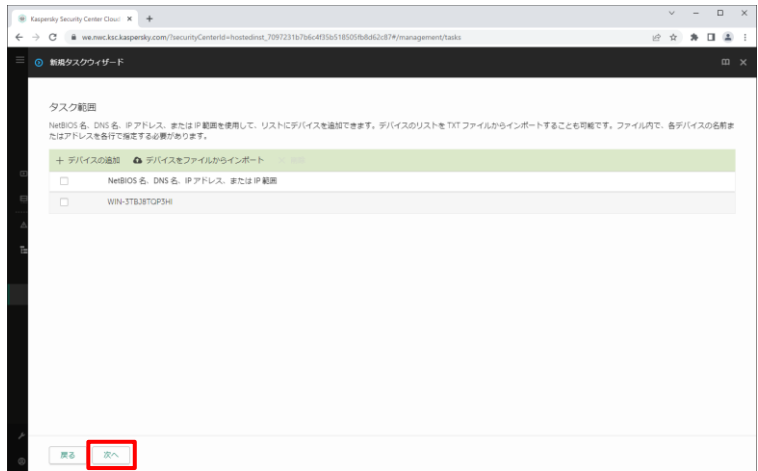 Kaspersky Security Center Cloud
we.nwc.ksc.kaspersky.com/?securityCenterId=hostedinst_7097231b7b6c4f35b518505fb8d62c87#/management/tasks
新規タスクウィザード
タスク範囲
NetBIOS 名、DNS 名、IP アドレス、または IP 範囲を使用して、リストにデバイスを追加できます。デバイスのリストを TXT ファイルからインポートすることも可能です。ファイル内で、各デバイスの名前ま
たはアドレスを各行で指定する必要があります。
+ デバイスの追加 デバイスをファイルからインポート
NetBIOS 名、DNS 名、IP アドレス、または IP 範囲
WIN-3TBJ8TQP5HI
戻る 次へ